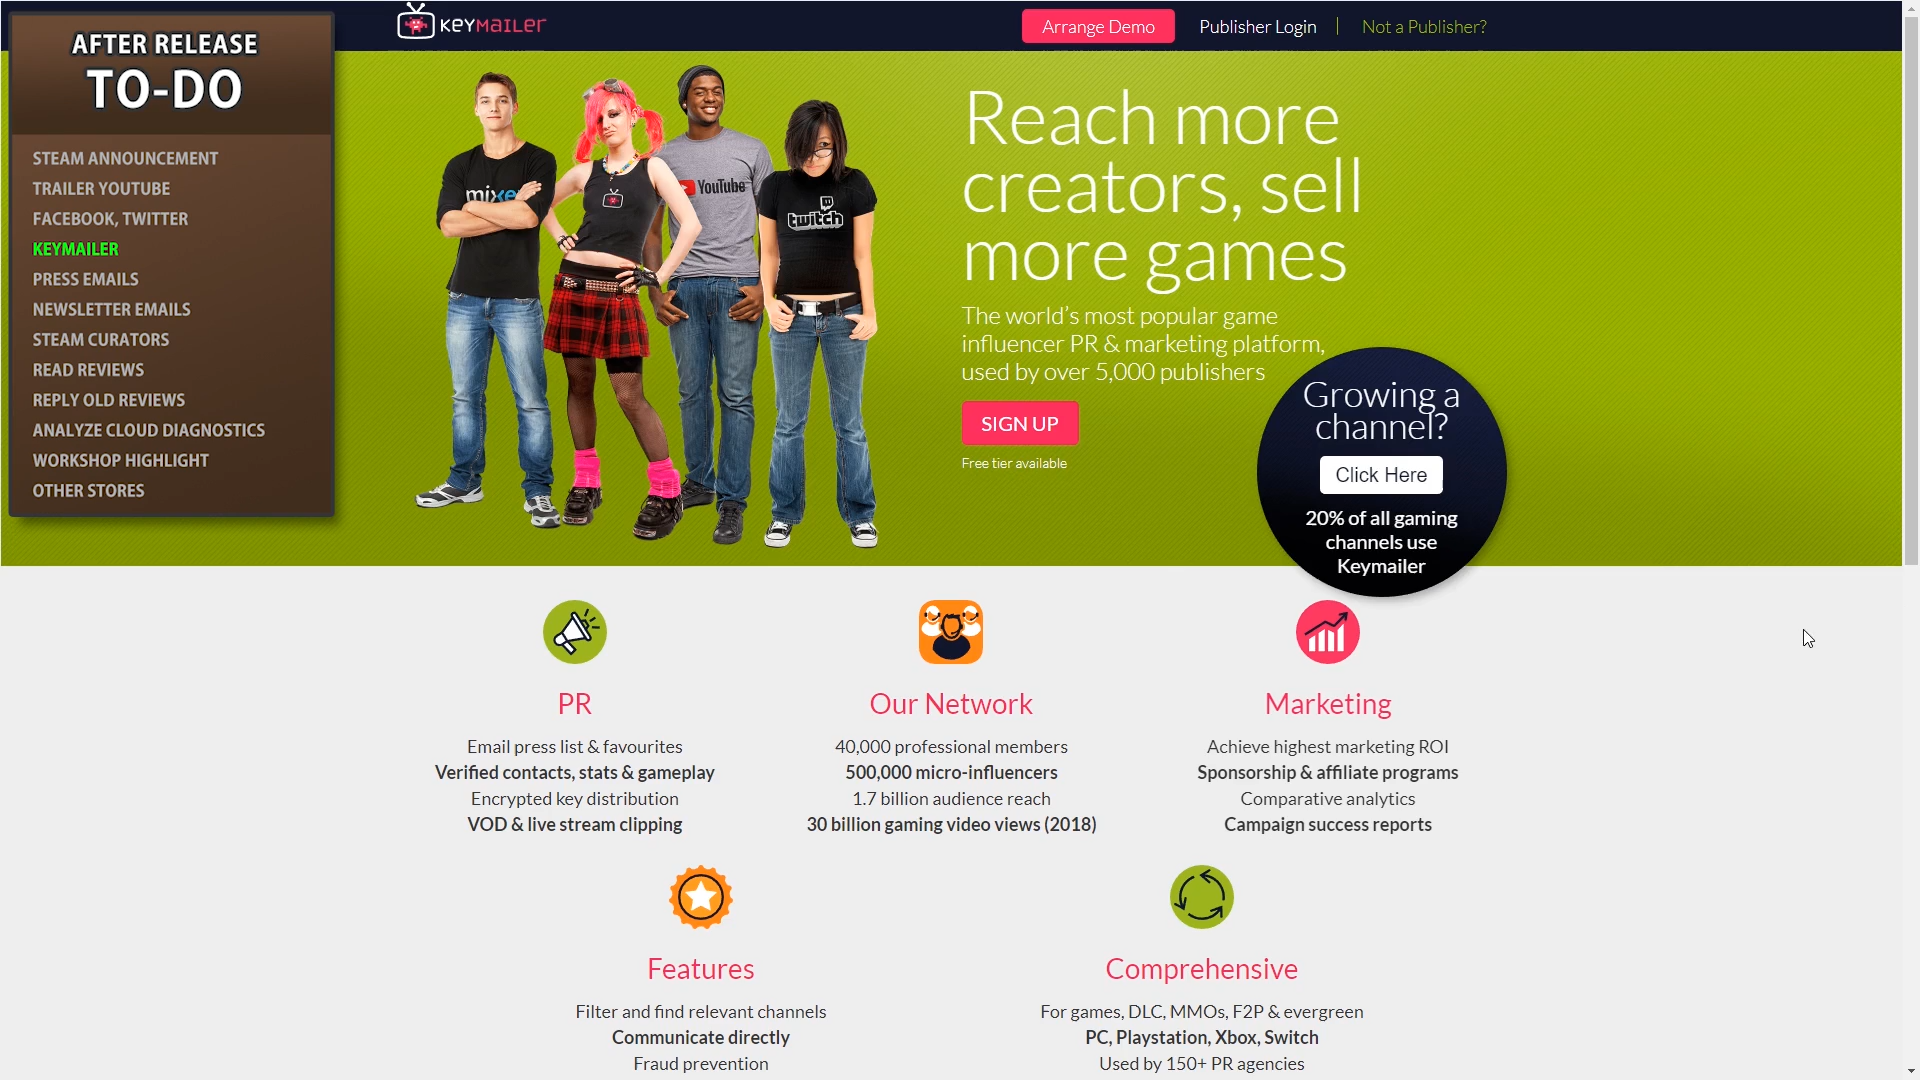 AFTER RELEASE
TO-DO
STEAM ANNOUNCEMENT
TRAILER YOUTUBE
FACEBOOK, TWITTER
KEYMAILER
PRESS EMAILS
NEWSLETTER EMAILS
STEAM CURATORS
READ REVIEWS
REPLY OLD REVIEWS
ANALYZE CLOUD DIAGNOSTICS
WORKSHOP HIGHLIGHT
OTHER STORES
KEYMAILER
Arrange Demo
Publisher Login
Not a Publisher?
mixe
YouTube
twitch
Reach more
creators, sell
more games
The world's most popular game
influencer PR & marketing platform,
used by over 5,000 publishers
SIGN UP
Free tier available
Growing a
channel?
Click Here
20% of all gaming
channels use
Keymailer
PR
Email press list & favourites
Verified contacts, stats & gameplay
Encrypted key distribution
VOD & live stream clipping
Our Network
40,000 professional members
500,000 micro-influencers
1.7 billion audience reach
30 billion gaming video views (2018)
Marketing
Achieve highest marketing ROI
Sponsorship & affiliate programs
Comparative analytics
Campaign success reports
Features
Filter and find relevant channels
Communicate directly
Fraud prevention
Comprehensive
For games, DLC, MMOs, F2P & evergreen
PC, Playstation, Xbox, Switch
Used by 150+ PR agencies